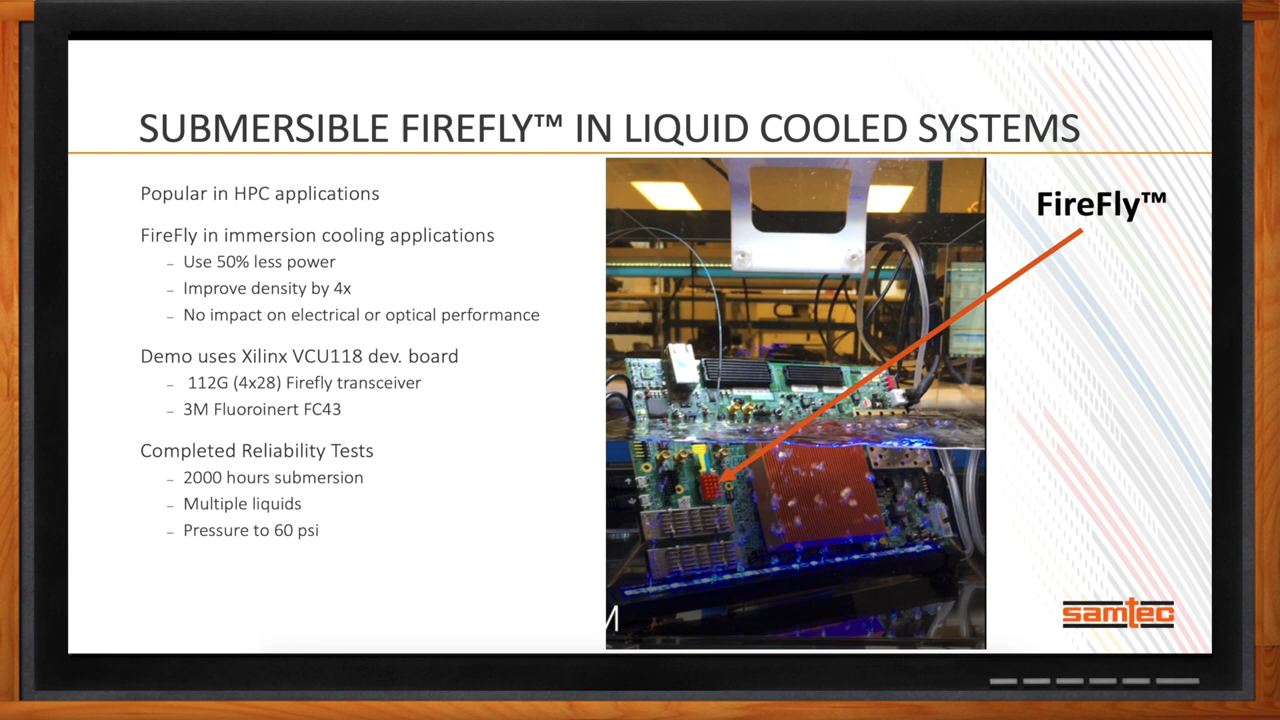 SUBMERSIBLE FIREFLY™ IN LIQUID COOLED SYSTEMS
Popular in HPC applications
FireFly in immersion cooling applications
– Use 50% less power
– Improve density by 4x
– No impact on electrical or optical performance
Demo uses Xilinx VCU118 dev. board
– 112G (4x28) Firefly transceiver
– 3M Fluoroinert FC43
Completed Reliability Tests
– 2000 hours submersion
– Multiple liquids
– Pressure to 60 psi
FireFly™
M
samtec